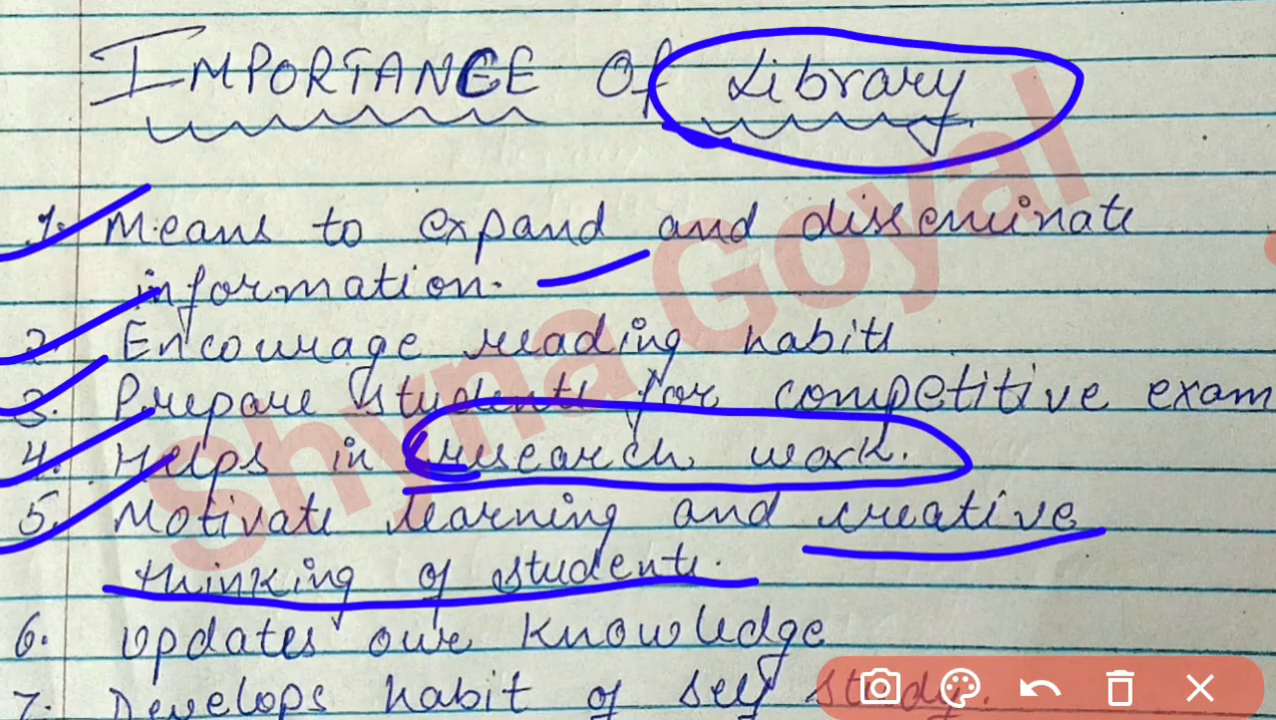 IMPORTANCE Of Library
1. Means to expand and disseminate
information.
2. Encourage reading habits
3. Prepare students for competitive exam
4. Helps in research work.
5. Motivate learning and creative
thinking of students.
6. Updates our knowledge
7. Develops habit of self study.
Shyna Goyal